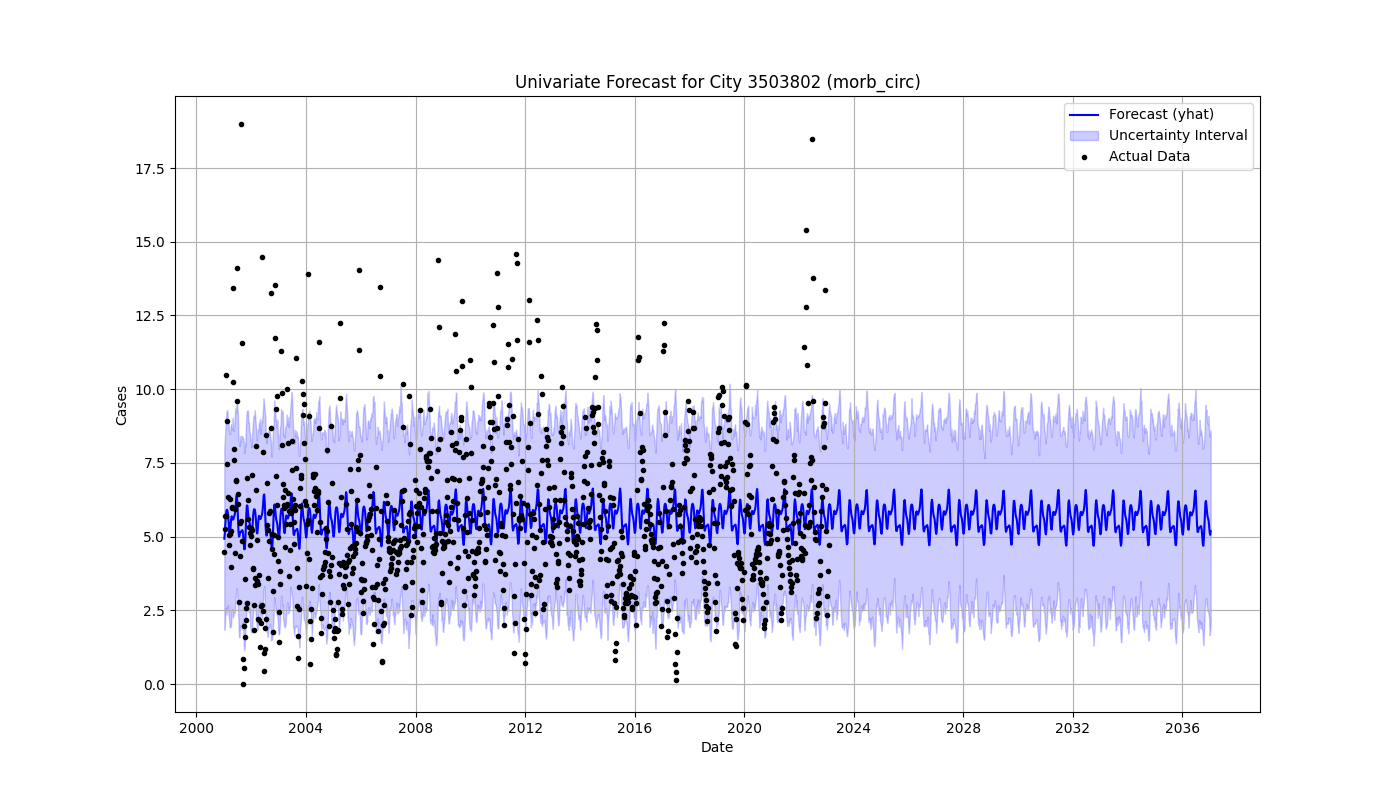 Univariate Forecast for City 3503802 (morb_circ)
Forecast (yhat)
Uncertainty Interval
Actual Data
17.5
15.0
12.5
10.0
7.5
5.0
2.5
0.0
Cases
2000 2004 2008 2012 2016 2020 2024 2028 2032 2036
Date